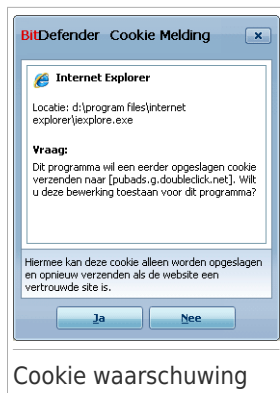 BitDefender Cookie Melding
Internet Explorer
Locatie: d:\program files\internet
explorer\iexplore.exe
Vraag:
Dit programma wil een eerder opgeslagen cookie
verzenden naar [pubads.g.doubleclick.net]. Wilt
u deze bewerking toestaan voor dit programma?
Hiermee kan deze cookie alleen worden opgeslagen
en opnieuw verzenden als de website een
vertrouwde site is.
Ja Nee
Cookie waarschuwing